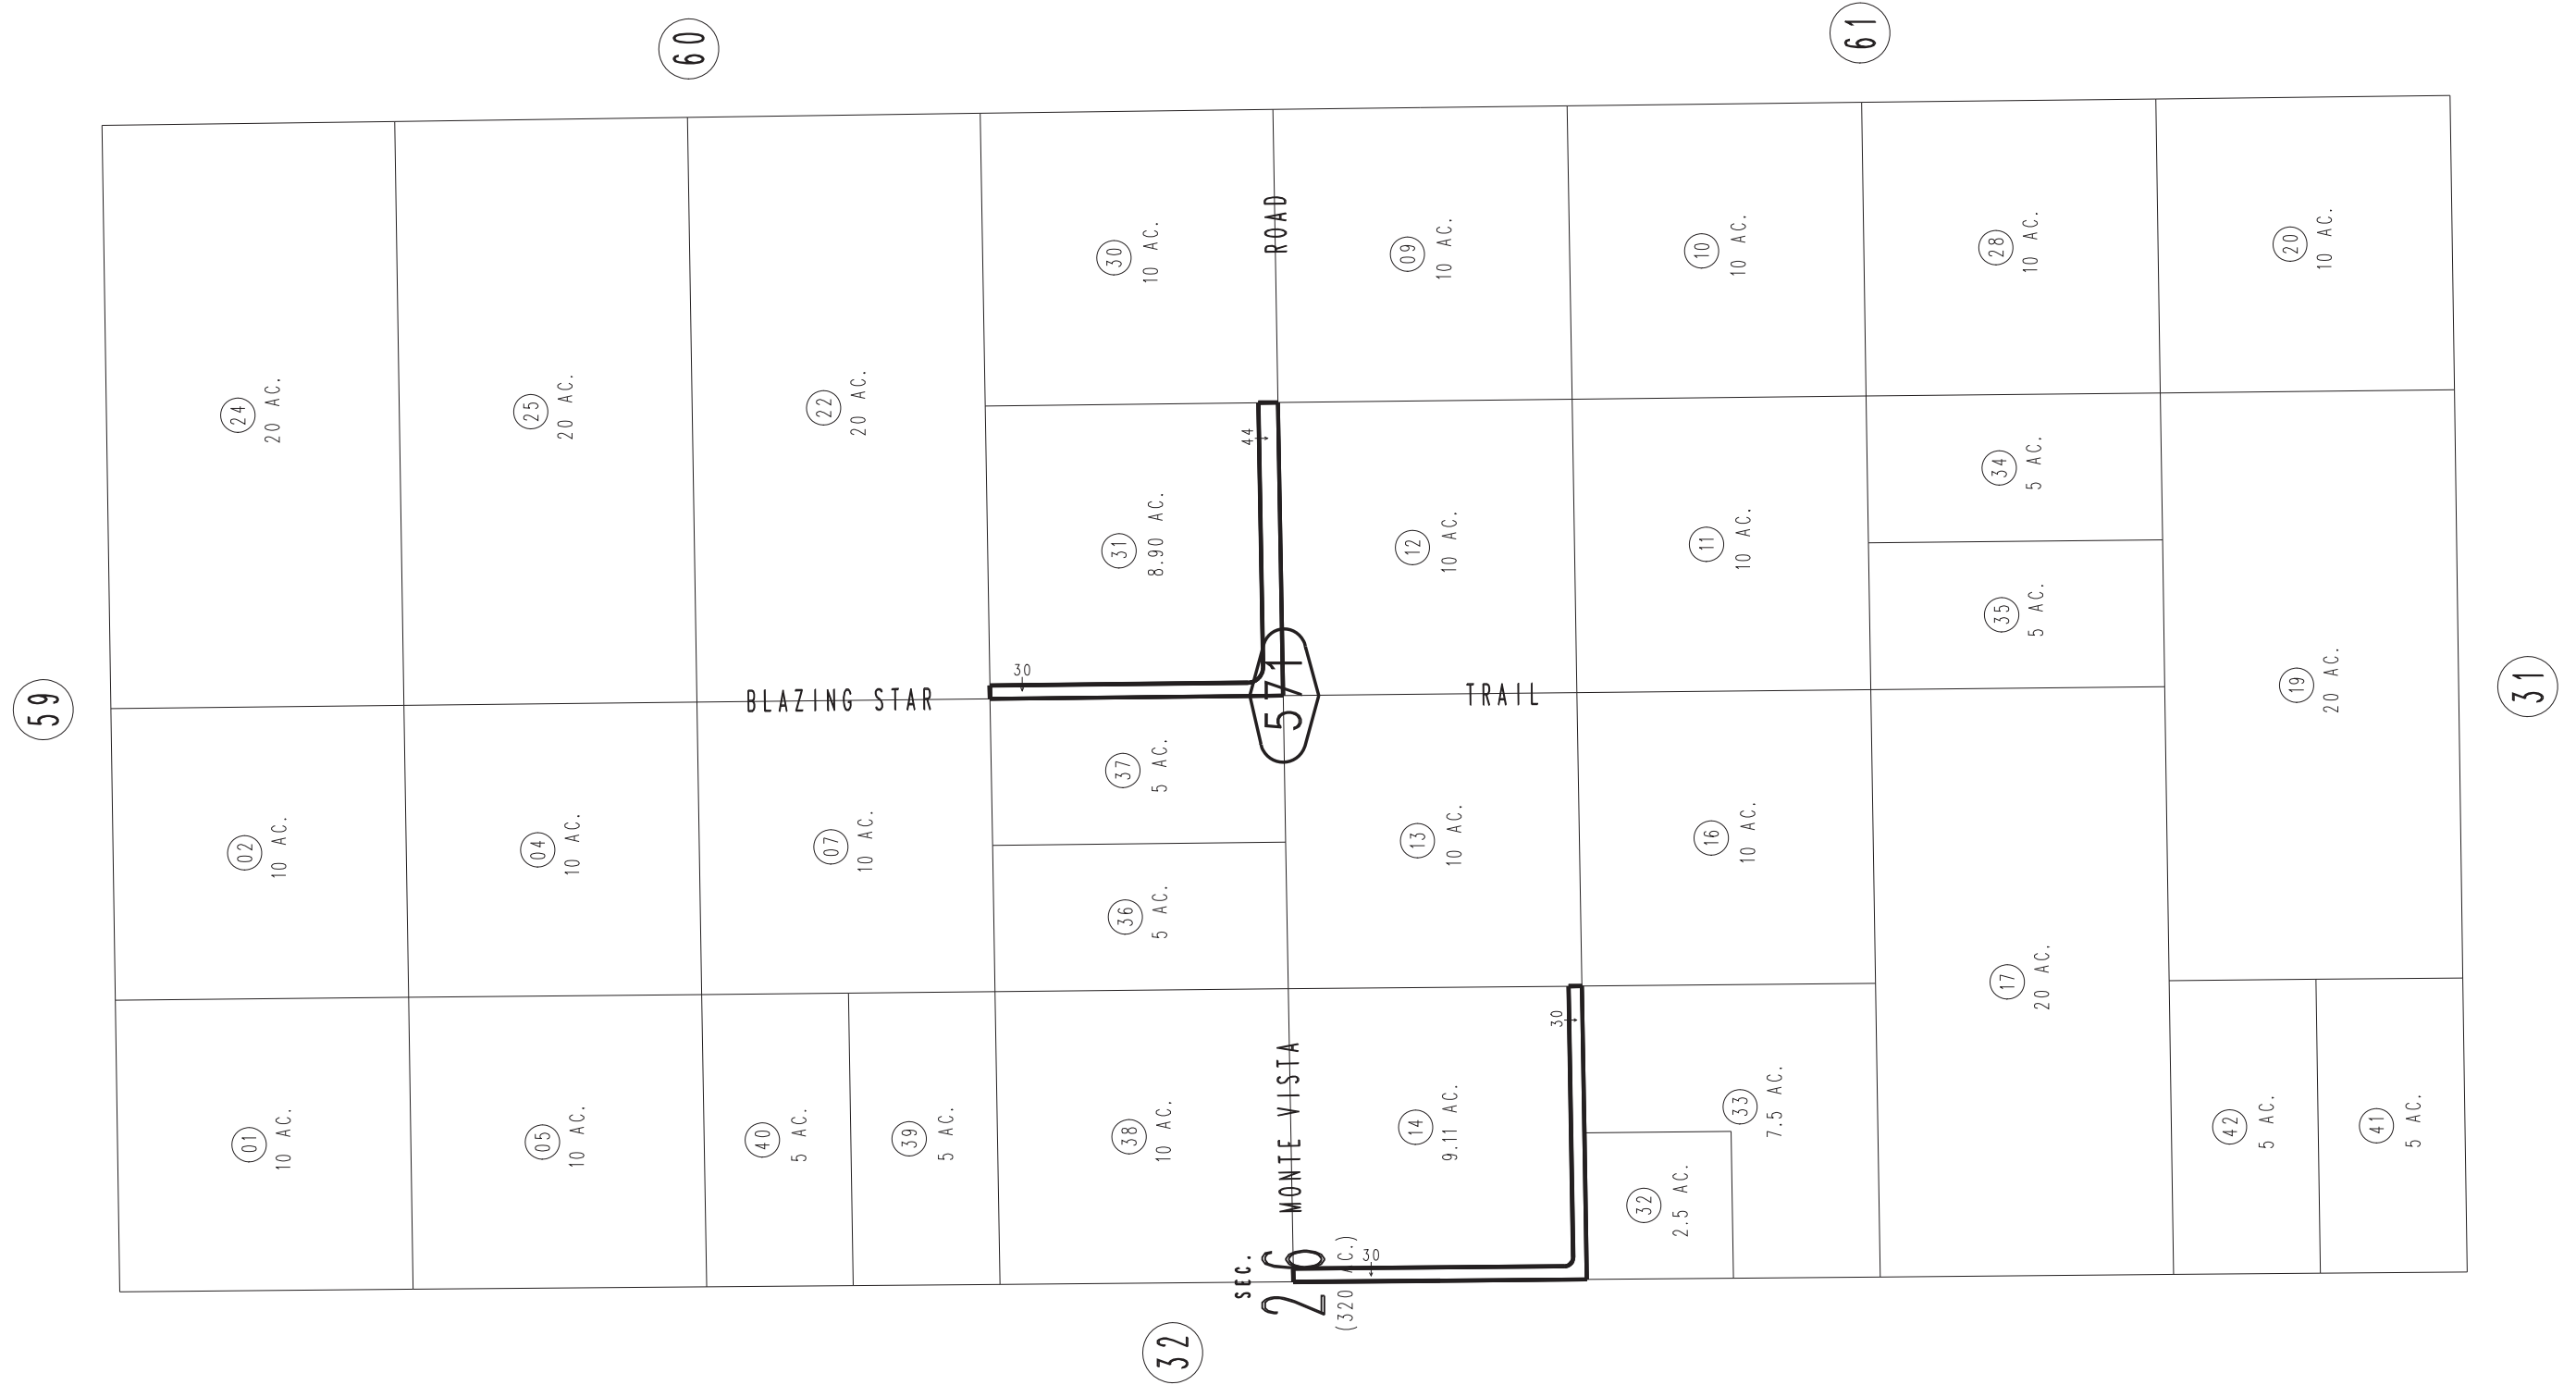 60
61
59
31
32
24
20 AC.
25
20 AC.
22
20 AC.
30
10 AC.
ROAD
09
10 AC.
10
10 AC.
28
10 AC.
20
10 AC.
31
8.90 AC.
44
12
10 AC.
11
10 AC.
34
5 AC.
35
5 AC.
19
20 AC.
30
BLAZING STAR
571
TRAIL
02
10 AC.
04
10 AC.
07
10 AC.
37
5 AC.
36
5 AC.
13
10 AC.
16
10 AC.
17
20 AC.
01
10 AC.
05
10 AC.
40
5 AC.
39
5 AC.
38
10 AC.
MONTE VISTA
14
9.11 AC.
30
33
7.5 AC.
32
2.5 AC.
42
5 AC.
41
5 AC.
30
SEC.
26
(320 AC.)